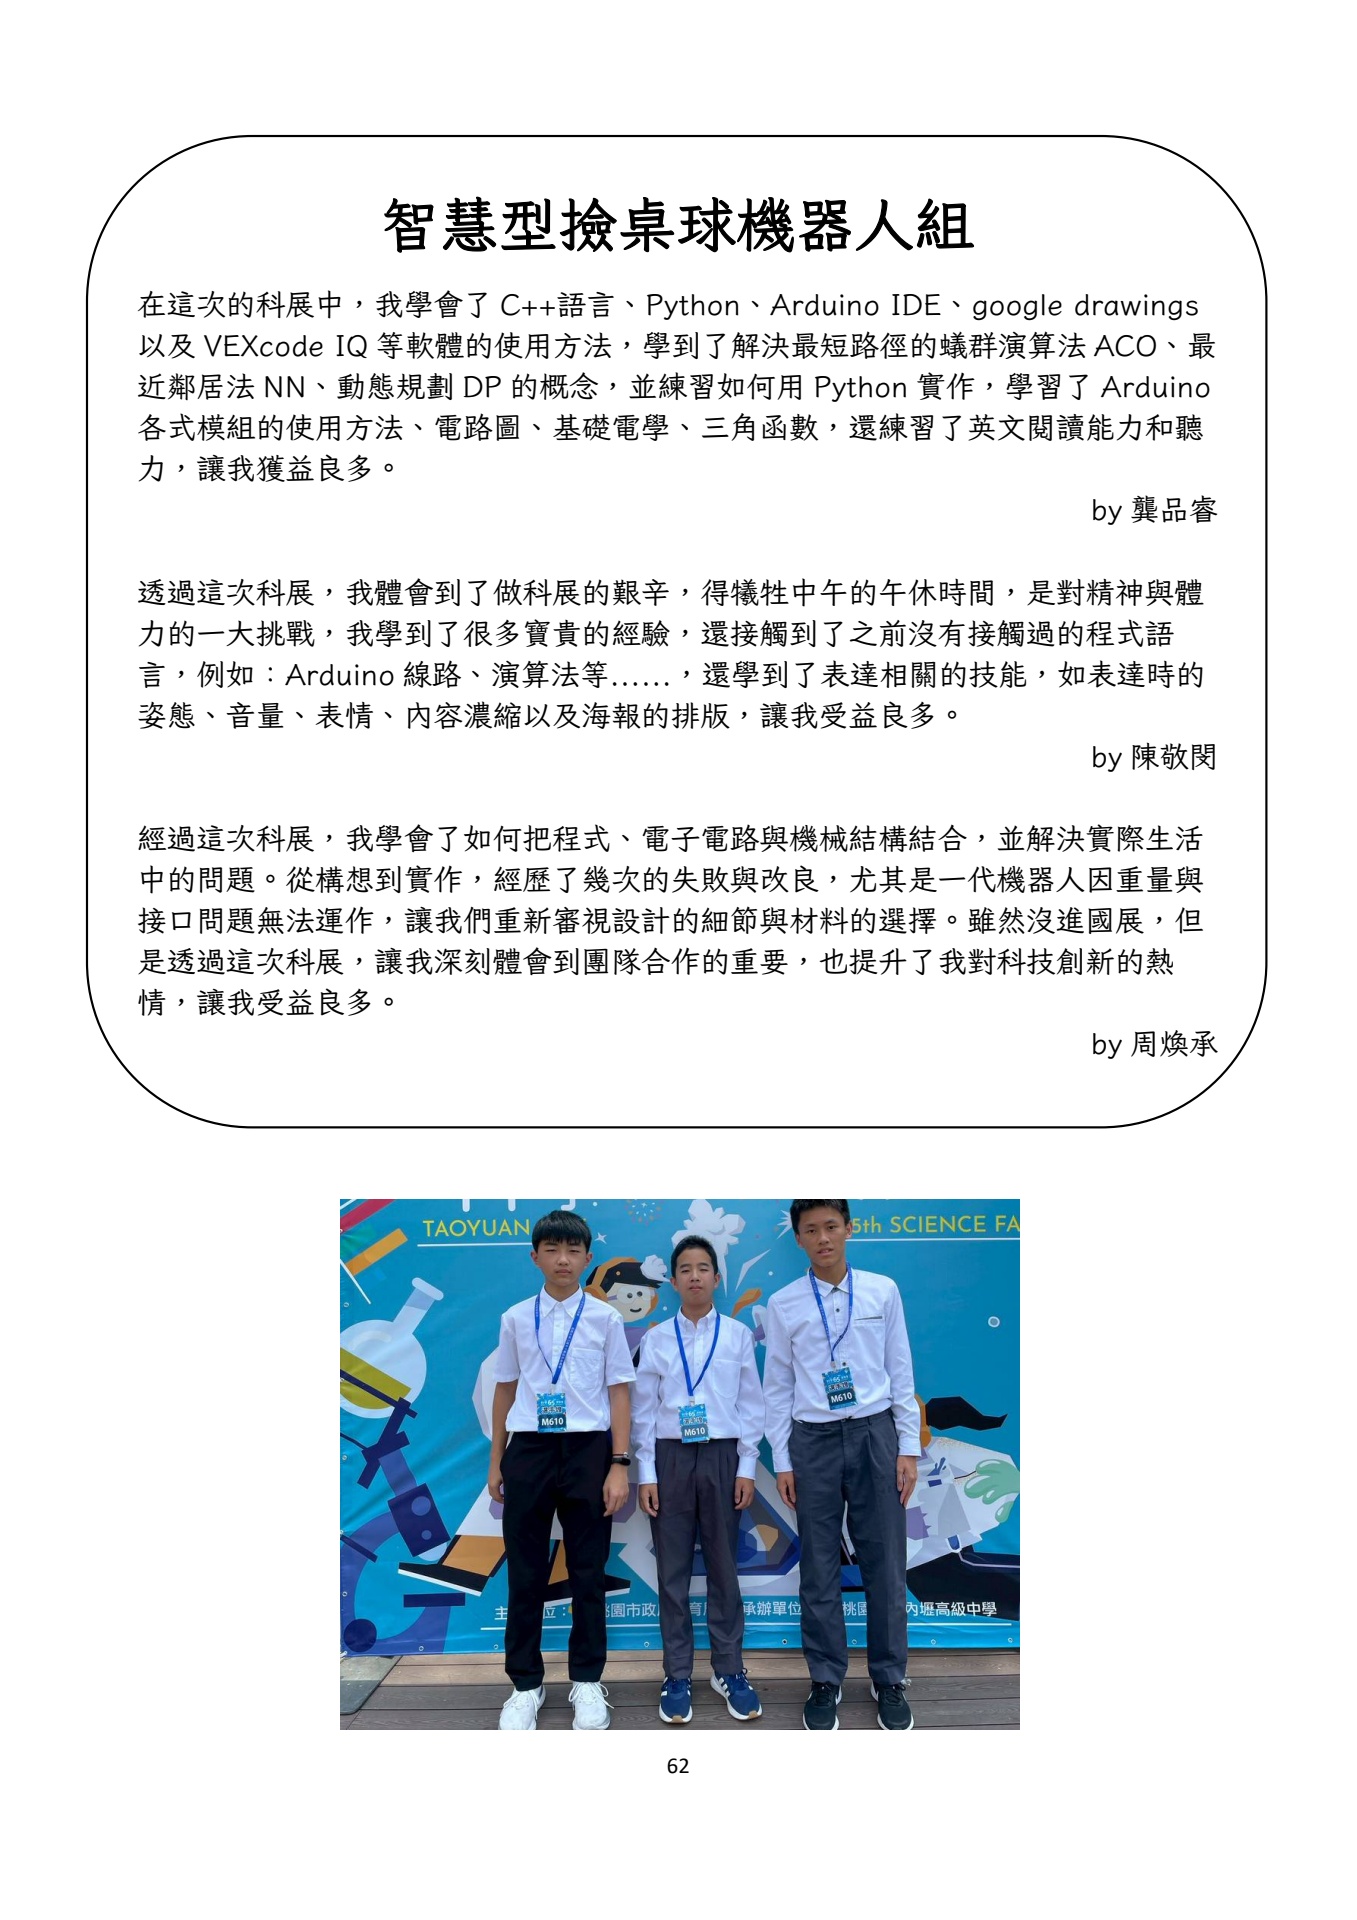 智慧型撿桌球機器人組
在這次的科展中，我學會了 C++語言、Python、Arduino IDE、google drawings
以及 VEXcode IQ 等軟體的使用方法，學到了解決最短路徑的蟻群演算法 ACO、最
近鄰居法 NN、動態規劃 DP 的概念，並練習如何用 Python 實作，學習了 Arduino
各式模組的使用方法、電路圖、基礎電學、三角函數，還練習了英文閱讀能力和聽
力，讓我獲益良多。
by 龔品睿
透過這次科展，我體會到了做科展的艱辛，得犧牲中午的午休時間，是對精神與體
力的一大挑戰，我學到了很多寶貴的經驗，還接觸到了之前沒有接觸過的程式語
言，例如：Arduino 線路、演算法等……，還學到了表達相關的技能，如表達時的
姿態、音量、表情、內容濃縮以及海報的排版，讓我受益良多。
by 陳敬閔
經過這次科展，我學會了如何把程式、電子電路與機械結構結合，並解決實際生活
中的問題。從構想到實作，經歷了幾次的失敗與改良，尤其是一代機器人因重量與
接口問題無法運作，讓我們重新審視設計的細節與材料的選擇。雖然沒進國展，但
是透過這次科展，讓我深刻體會到團隊合作的重要，也提升了我對科技創新的熱
情，讓我受益良多。
by 周煥承
TAOYUAN 5th SCIENCE FA
M610
M610
M610
主 位： 園市政 育 承辦單位 桃園 內壢高級中學
62